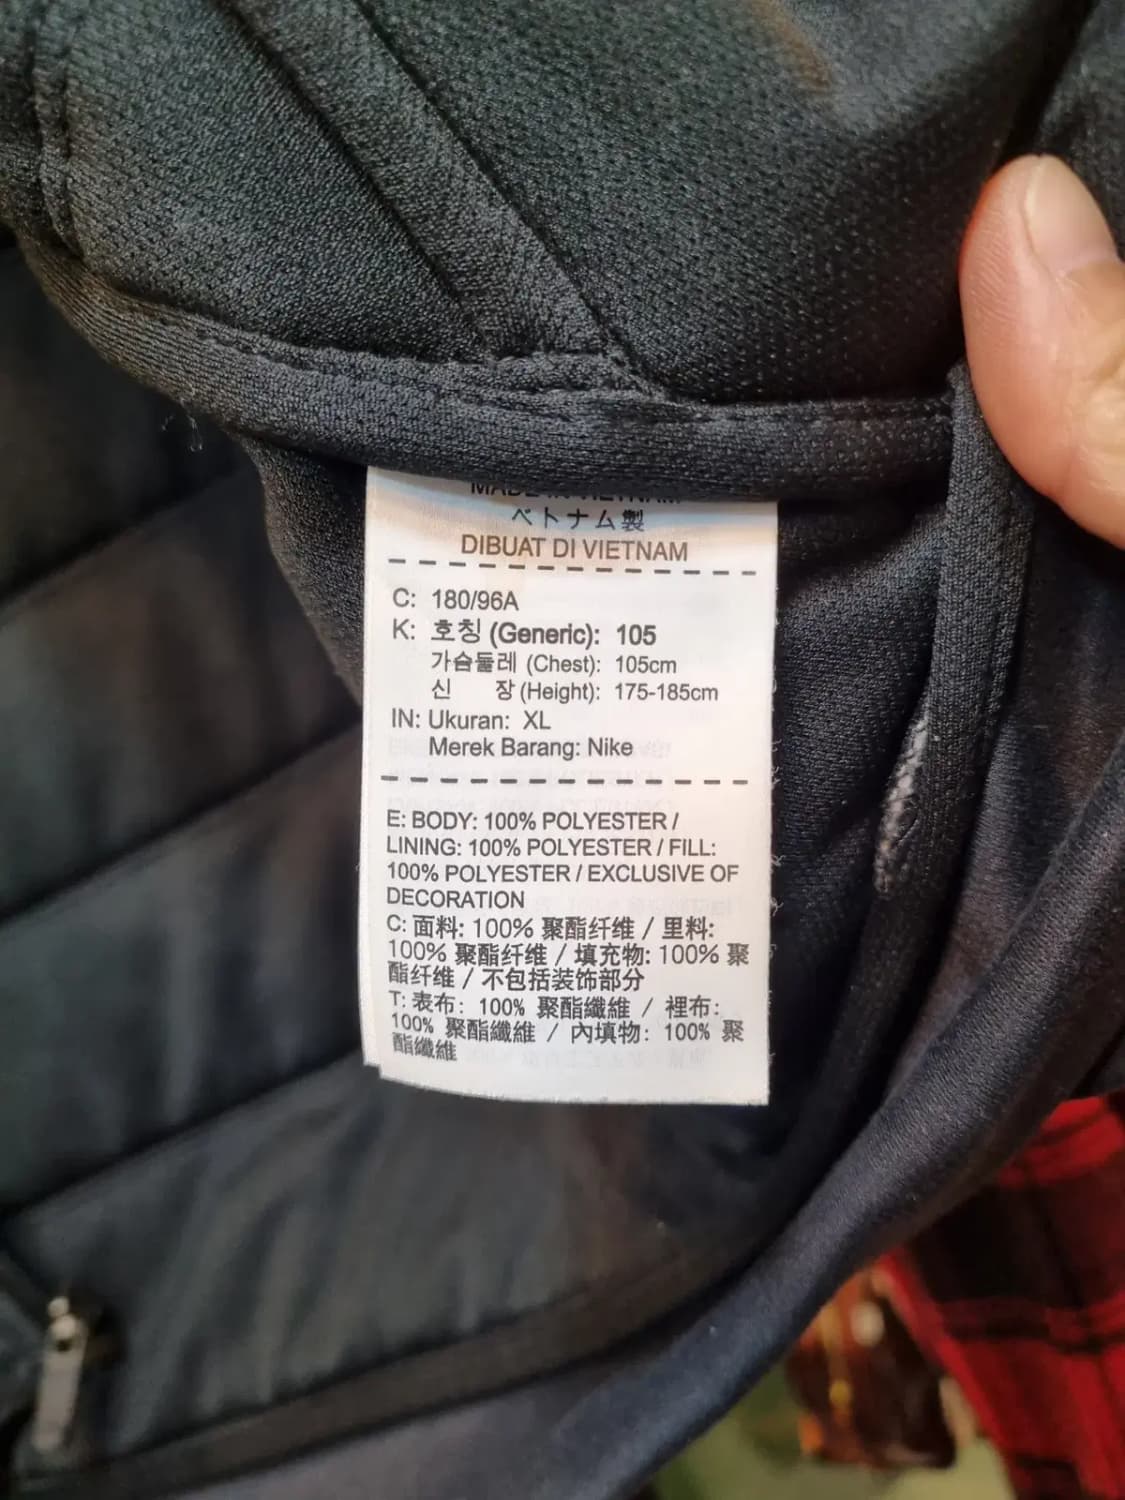 MADE IN VIETNAM
ベトナム製
DIBUAT DI VIETNAM
C: 180/96A
K: 호칭 (Generic): 105
가슴둘레 (Chest): 105cm
신 장 (Height): 175-185cm
IN: Ukuran: XL
Merek Barang: Nike
E: BODY: 100% POLYESTER /
LINING: 100% POLYESTER / FILL:
100% POLYESTER / EXCLUSIVE OF
DECORATION
C: 面料: 100% 聚酯纤维 / 里料:
100% 聚酯纤维 / 填充物: 100% 聚
酯纤维 / 不包括装饰部分
T: 表布: 100% 聚酯纖維 / 裡布:
100% 聚酯纖維 / 內填物: 100% 聚
酯纖維